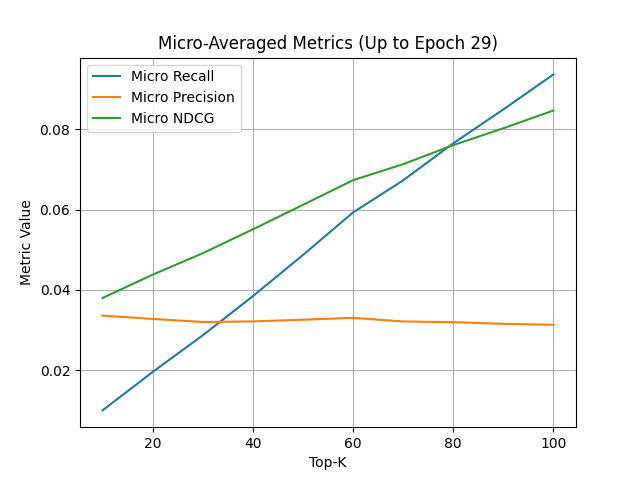 Micro-Averaged Metrics (Up to Epoch 29)
Micro Recall
Micro Precision
Micro NDCG
Metric Value
0.08
0.06
0.04
0.02
20 40 60 80 100
Top-K